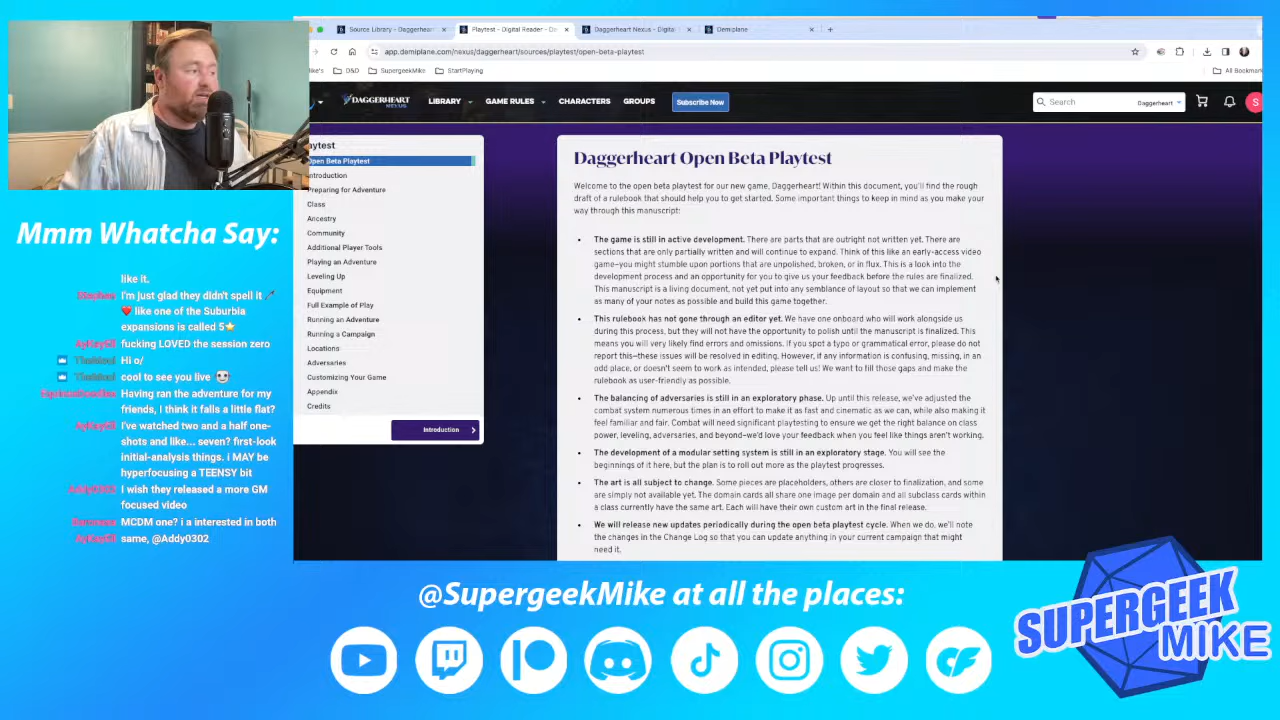 Source Library - Daggerhear
Playtest - Digital Reader - De
Daggerheart Nexus - Digital
Demiplane
app.demiplane.com/nexus/daggerheart/sources/playtest/open-beta-playtest
Mike's
D&D
SupergeekMike
StartPlaying
All Bookmar
DAGGERHEART
NEXUS
LIBRARY
GAME RULES
CHARACTERS
GROUPS
Subscribe Now
Search
Daggerheart
S
aytest
Open Beta Playtest
Introduction
Preparing for Adventure
Class
Ancestry
Community
Additional Player Tools
Playing an Adventure
Leveling Up
Equipment
Full Example of Play
Running an Adventure
Running a Campaign
Locations
Adversaries
Customizing Your Game
Appendix
Credits
Introduction
Daggerheart Open Beta Playtest
Welcome to the open beta playtest for our new game, Daggerheart! Within this document, you'll find the rough
draft of a rulebook that should help you to get started. Some important things to keep in mind as you make your
way through this manuscript:
The game is still in active development. There are parts that are outright not written yet. There are
sections that are only partially written and will continue to expand. Think of this like an early-access video
game–you might stumble upon portions that are unpolished, broken, or in flux. This is a look into the
development process and an opportunity for you to give us your feedback before the rules are finalized.
This manuscript is a living document, not yet put into any semblance of layout so that we can implement
as many of your notes as possible and build this game together.
This rulebook has not gone through an editor yet. We have one onboard who will work alongside us
during this process, but they will not have the opportunity to polish until the manuscript is finalized. This
means you will very likely find errors and omissions. If you spot a typo or grammatical error, please do not
report this—these issues will be resolved in editing. However, if any information is confusing, missing, in an
odd place, or doesn't seem to work as intended, please tell us! We want to fill those gaps and make the
rulebook as user-friendly as possible.
The balancing of adversaries is still in an exploratory phase. Up until this release, we've adjusted the
combat system numerous times in an effort to make it as fast and cinematic as we can, while also making it
feel familiar and fair. Combat will need significant playtesting to ensure we get the right balance on class
power, leveling, adversaries, and beyond—we'd love your feedback when you feel like things aren't working.
The development of a modular setting system is still in an exploratory stage. You will see the
beginnings of it here, but the plan is to roll out more as the playtest progresses.
The art is all subject to change. Some pieces are placeholders, others are closer to finalization, and some
are simply not available yet. The domain cards all share one image per domain and all subclass cards within
a class currently have the same art. Each will have their own custom art in the final release.
We will release new updates periodically during the open beta playtest cycle. When we do, we'll note
the changes in the Change Log so that you can update anything in your current campaign that might
need it.
Mmm Whatcha Say:
like it.
I'm just glad they didn't spell it
like one of the Suburbia
expansions is called 5
fucking LOVED the session zero
Hi o/
cool to see you live
Having ran the adventure for my
friends, I think it falls a little flat?
I've watched two and a half one-
shots and like... seven? first-look
initial-analysis things. i MAY be
hyperfocusing a TEENSY bit
Addy0302 I wish they released a more GM
focused video
MCDM one? i a interested in both
same, @Addy0302
@SupergeekMike at all the places:
SUPERGEEK
MIKE